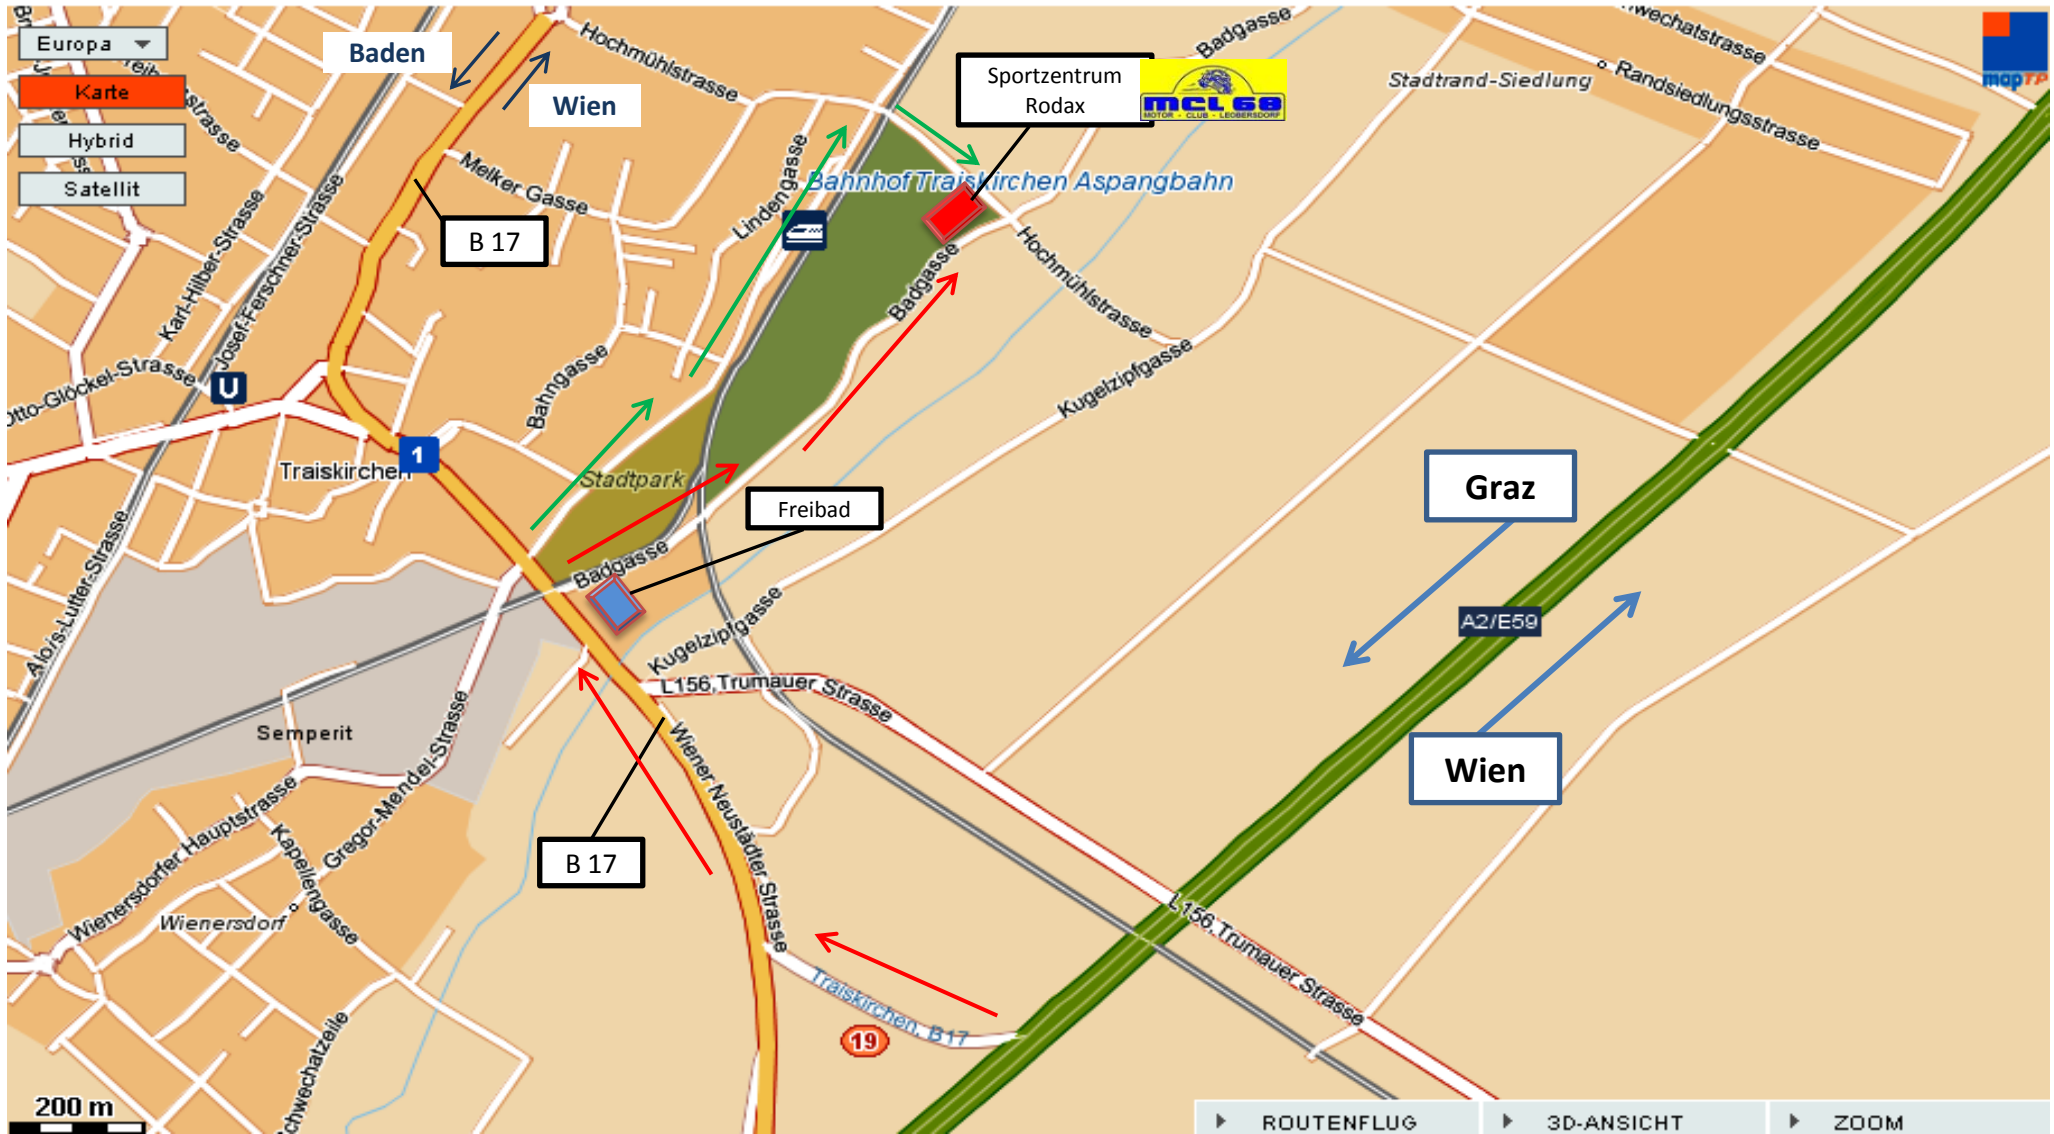 Europa
Karte
Hybrid
Satellit
Baden
Wien
B 17
Hochmühlstrasse
Melker Gasse
Lindengasse
Sportzentrum
Rodax
MCL 68
MOTOR - CLUB - LEOBERSDORF
Badgasse
Stadtrand-Siedlung
Randsiedlungsstrasse
mapTP
Bahnhof Traiskirchen Aspangbahn
Karl-Hilber-Strasse
Josef-Ferschner-Strasse
Otto-Glöckel-Strasse
U
Bahngasse
Badgasse
Hochmühlstrasse
Kugelzipfgasse
1
Traiskirchen
Stadtpark
Freibad
Badgasse
Graz
A2/E59
Wien
Alois-Lutter-Strasse
Kugelzipfgasse
L156, Trumauer Strasse
Semperit
Wiener Neustädter Strasse
B 17
Gregor-Mendel-Strasse
Wienersdorfer Hauptstrasse
Kapellengasse
Wienersdorf
L156, Trumauer Strasse
Traiskirchen, B17
19
200 m
ROUTENFLUG
3D-ANSICHT
ZOOM